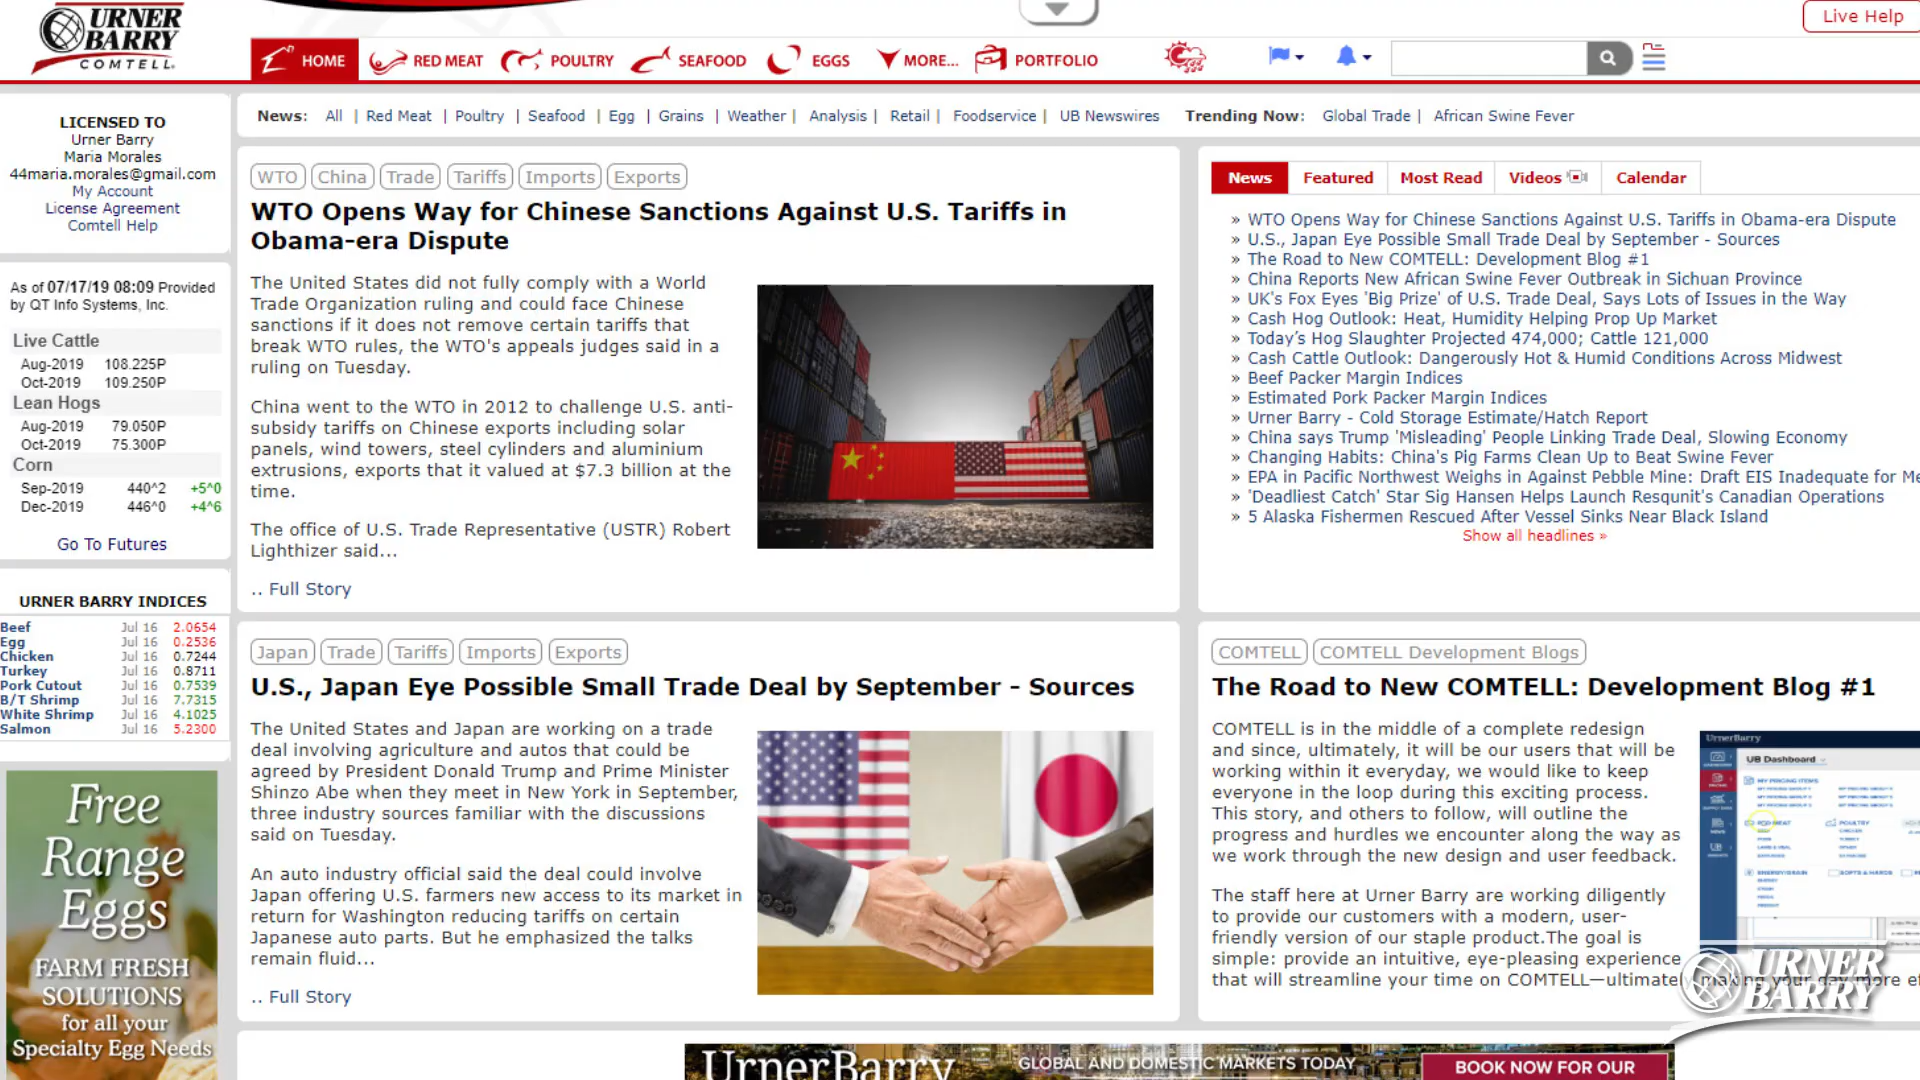 URNER
BARRY
COMTELL
Live Help
HOME RED MEAT POULTRY SEAFOOD EGGS MORE... PORTFOLIO
LICENSED TO
Urner Barry
Maria Morales
44maria.morales@gmail.com
My Account
License Agreement
Comtell Help
As of 07/17/19 08:09 Provided
by QT Info Systems, Inc.
Live Cattle
Aug-2019 108.225P
Oct-2019 109.250P
Lean Hogs
Aug-2019 79.050P
Oct-2019 75.300P
Corn
Sep-2019 440^2 +5^0
Dec-2019 446^0 +4^6
Go To Futures
URNER BARRY INDICES
Beef Jul 16 2.0654
Egg Jul 16 0.2536
Chicken Jul 16 0.7244
Turkey Jul 16 0.8711
Pork Cutout Jul 16 0.7539
B/T Shrimp Jul 16 7.7315
White Shrimp Jul 16 4.1025
Salmon Jul 16 5.2300
Free
Range
Eggs
FARM FRESH
SOLUTIONS
for all your
Specialty Egg Needs
News: All | Red Meat | Poultry | Seafood | Egg | Grains | Weather | Analysis | Retail | Foodservice | UB Newswires Trending Now: Global Trade | African Swine Fever
WTO China Trade Tariffs Imports Exports
WTO Opens Way for Chinese Sanctions Against U.S. Tariffs in
Obama-era Dispute
The United States did not fully comply with a World
Trade Organization ruling and could face Chinese
sanctions if it does not remove certain tariffs that
break WTO rules, the WTO's appeals judges said in a
ruling on Tuesday.
China went to the WTO in 2012 to challenge U.S. anti-
subsidy tariffs on Chinese exports including solar
panels, wind towers, steel cylinders and aluminium
extrusions, exports that it valued at $7.3 billion at the
time.
The office of U.S. Trade Representative (USTR) Robert
Lighthizer said...
.. Full Story
News Featured Most Read Videos Calendar
» WTO Opens Way for Chinese Sanctions Against U.S. Tariffs in Obama-era Dispute
» U.S., Japan Eye Possible Small Trade Deal by September - Sources
» The Road to New COMTELL: Development Blog #1
» China Reports New African Swine Fever Outbreak in Sichuan Province
» UK's Fox Eyes 'Big Prize' of U.S. Trade Deal, Says Lots of Issues in the Way
» Cash Hog Outlook: Heat, Humidity Helping Prop Up Market
» Today's Hog Slaughter Projected 474,000; Cattle 121,000
» Cash Cattle Outlook: Dangerously Hot & Humid Conditions Across Midwest
» Beef Packer Margin Indices
» Estimated Pork Packer Margin Indices
» Urner Barry - Cold Storage Estimate/Hatch Report
» China says Trump 'Misleading' People Linking Trade Deal, Slowing Economy
» Changing Habits: China's Pig Farms Clean Up to Beat Swine Fever
» EPA in Pacific Northwest Weighs in Against Pebble Mine: Draft EIS Inadequate for Me
» 'Deadliest Catch' Star Sig Hansen Helps Launch Resqunit's Canadian Operations
» 5 Alaska Fishermen Rescued After Vessel Sinks Near Black Island
Show all headlines »
Japan Trade Tariffs Imports Exports
U.S., Japan Eye Possible Small Trade Deal by September - Sources
The United States and Japan are working on a trade
deal involving agriculture and autos that could be
agreed by President Donald Trump and Prime Minister
Shinzo Abe when they meet in New York in September,
three industry sources familiar with the discussions
said on Tuesday.
An auto industry official said the deal could involve
Japan offering U.S. farmers new access to its market in
return for Washington reducing tariffs on certain
Japanese auto parts. But he emphasized the talks
remain fluid...
.. Full Story
COMTELL COMTELL Development Blogs
The Road to New COMTELL: Development Blog #1
COMTELL is in the middle of a complete redesign
and since, ultimately, it will be our users that will be
working within it everyday, we would like to keep
everyone in the loop during this exciting process.
This story, and others to follow, will outline the
progress and hurdles we encounter along the way as
we work through the new design and user feedback.
The staff here at Urner Barry are working diligently
to provide our customers with a modern, user-
friendly version of our staple product.The goal is
simple: provide an intuitive, eye-pleasing experience
that will streamline your time on COMTELL—ultimately making your day more ef
UrnerBarry
UB Dashboard
MY PRICING ITEMS
RED MEAT POULTRY
URNER
BARRY
UrnerBarry GLOBAL AND DOMESTIC MARKETS TODAY BOOK NOW FOR OUR